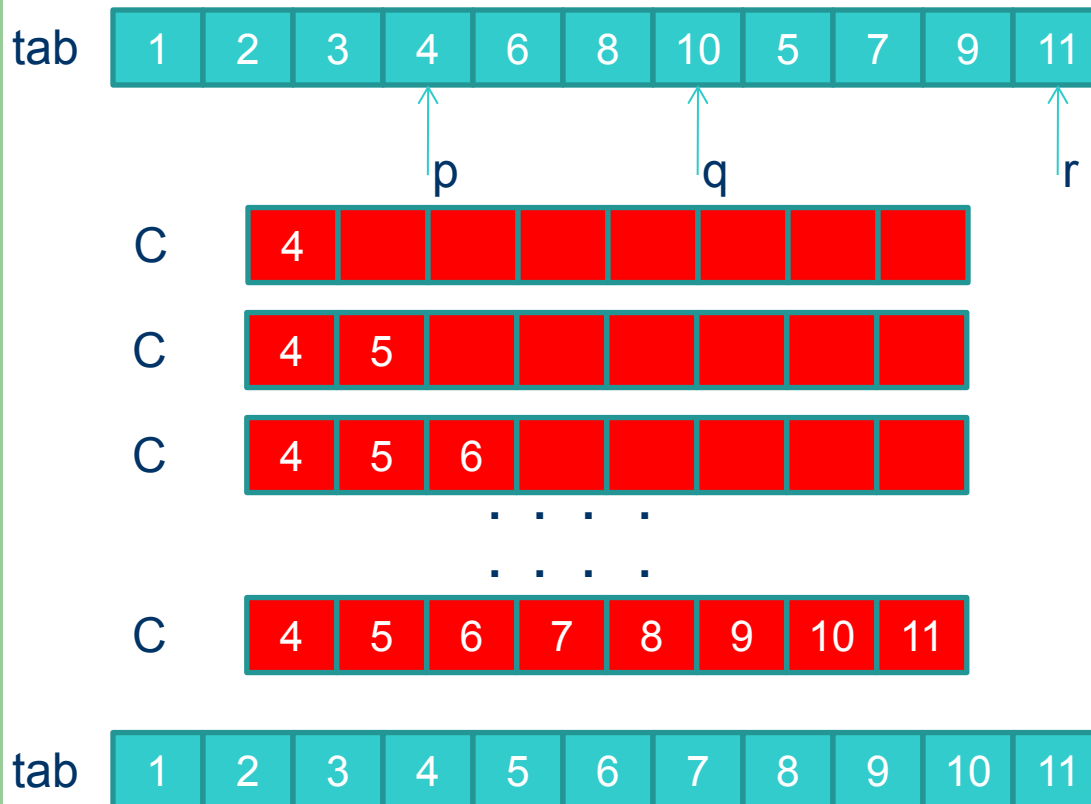 tab 1 2 3 4 6 8 10 5 7 9 11
p q r
C 4
C 4 5
C 4 5 6
. . . .
. . . .
C 4 5 6 7 8 9 10 11
tab 1 2 3 4 5 6 7 8 9 10 11